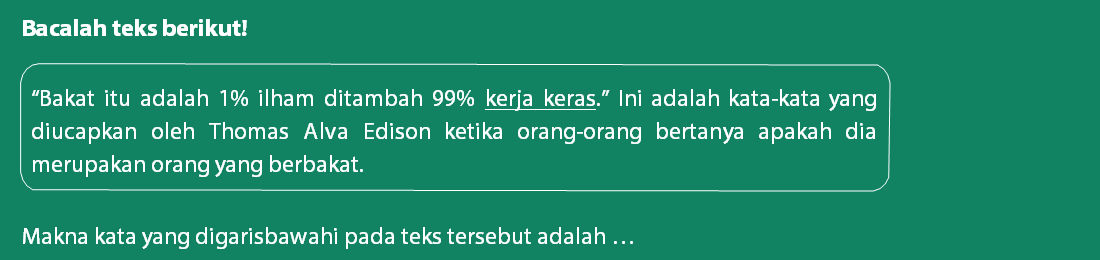 Bacalah teks berikut!
“Bakat itu adalah 1% ilham ditambah 99% kerja keras.” Ini adalah kata-kata yang
diucapkan oleh Thomas Alva Edison ketika orang-orang bertanya apakah dia
merupakan orang yang berbakat.
Makna kata yang digarisbawahi pada teks tersebut adalah …